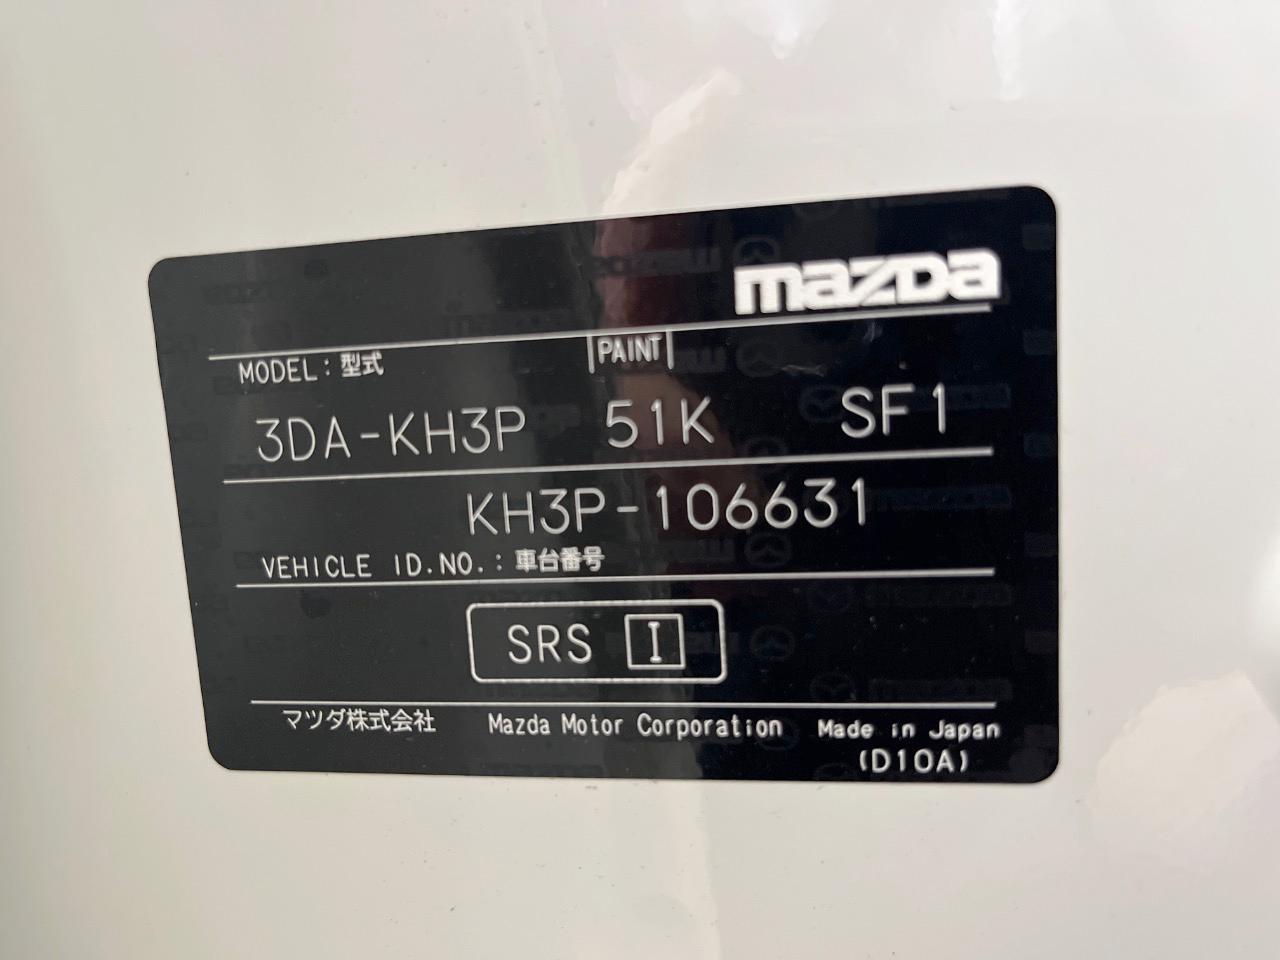 mazda
MODEL：型式 PAINT
3DA-KH3P 51K SF1
KH3P-106631
VEHICLE ID.NO.：車台番号
SRS I
マツダ株式会社 Mazda Motor Corporation Made in Japan
(D10A)